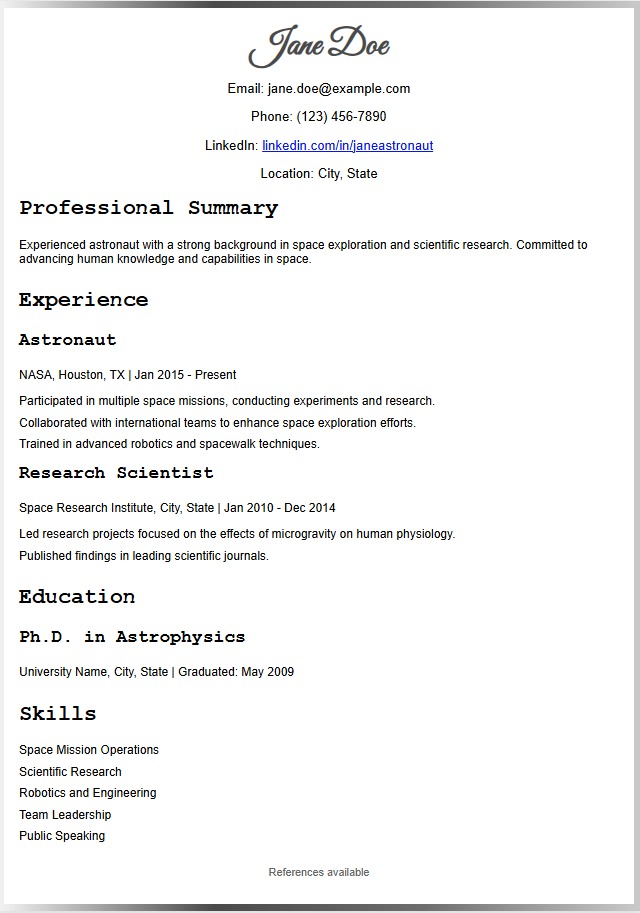 Jane Doe
Email: jane.doe@example.com
Phone: (123) 456-7890
LinkedIn: linkedin.com/in/janeastronaut
Location: City, State
Professional Summary
Experienced astronaut with a strong background in space exploration and scientific research. Committed to
advancing human knowledge and capabilities in space.
Experience
Astronaut
NASA, Houston, TX | Jan 2015 - Present
Participated in multiple space missions, conducting experiments and research.
Collaborated with international teams to enhance space exploration efforts.
Trained in advanced robotics and spacewalk techniques.
Research Scientist
Space Research Institute, City, State | Jan 2010 - Dec 2014
Led research projects focused on the effects of microgravity on human physiology.
Published findings in leading scientific journals.
Education
Ph.D. in Astrophysics
University Name, City, State | Graduated: May 2009
Skills
Space Mission Operations
Scientific Research
Robotics and Engineering
Team Leadership
Public Speaking
References available